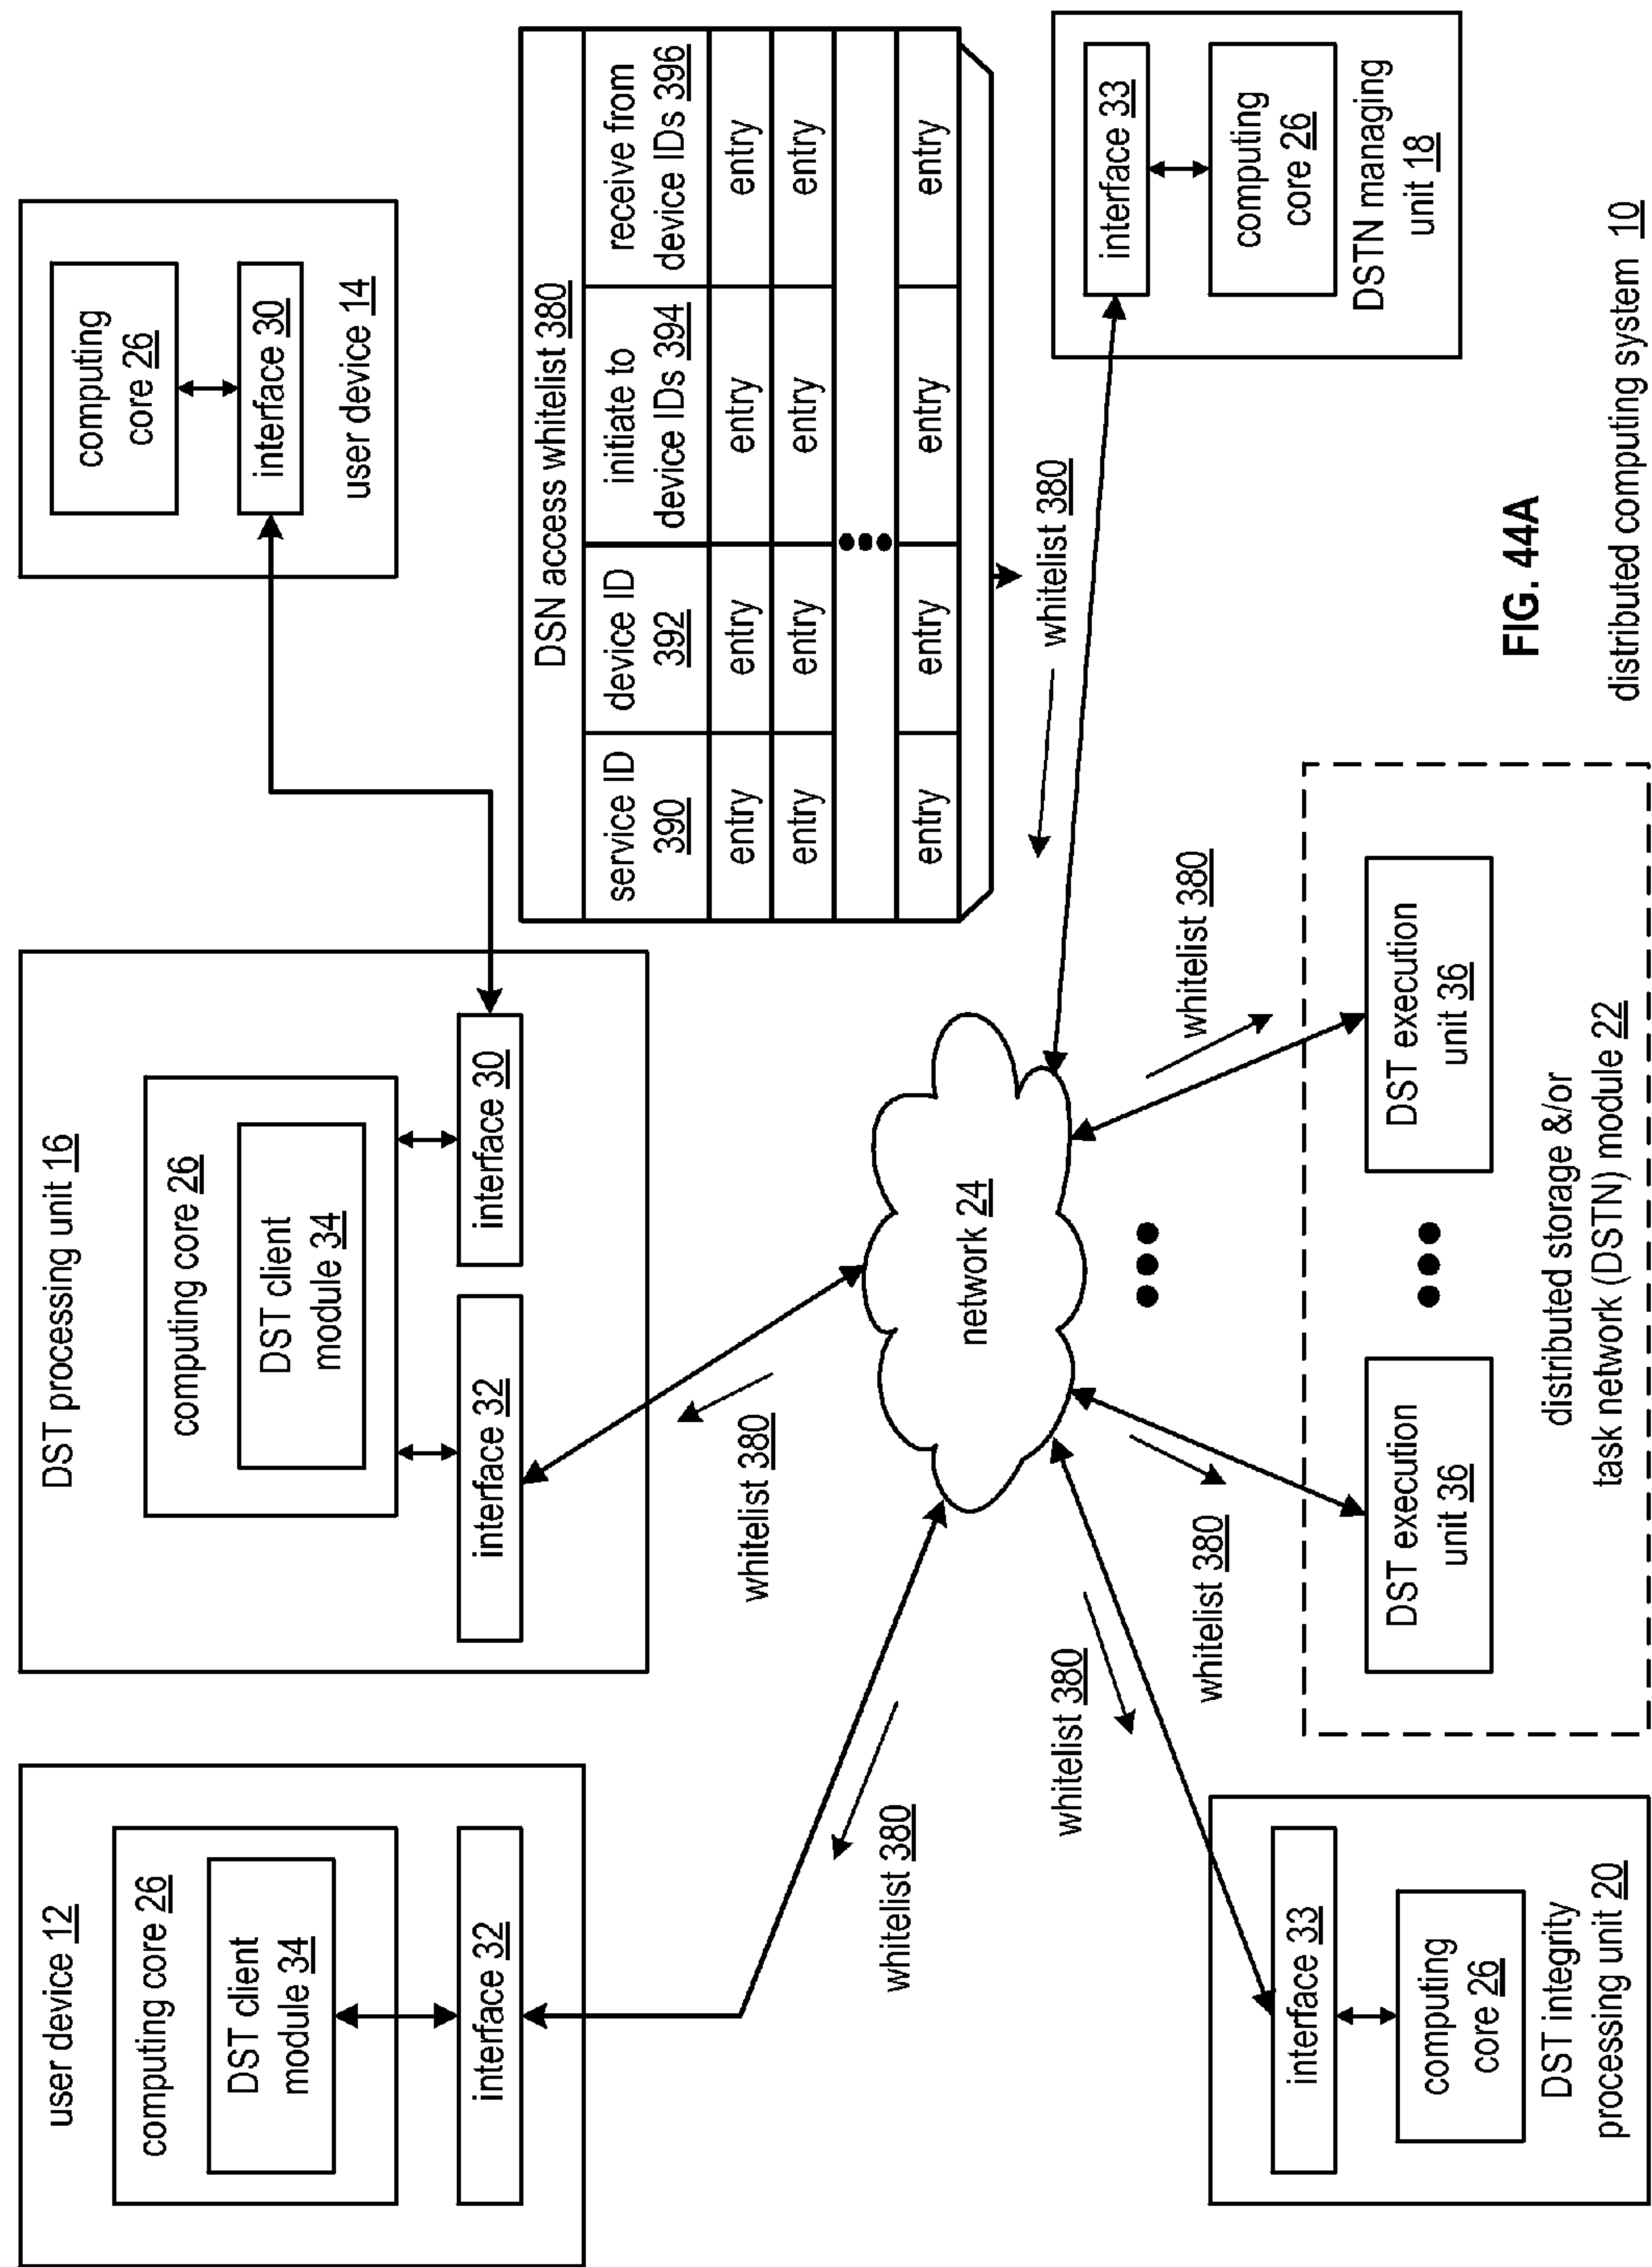 user device 12
computing core 26
DST client
module 34
interface 32
DST processing unit 16
computing core 26
DST client
module 34
interface 32
interface 30
computing
core 26
interface 30
user device 14
DSN access whitelist 380
service ID
390
device ID
392
initiate to
device IDs 394
receive from
device IDs 396
entry
entry
entry
entry
entry
entry
entry
entry
entry
entry
entry
entry
whitelist 380
whitelist 380
whitelist 380
network 24
whitelist 380
whitelist 380
whitelist 380
interface 33
computing
core 26
DST integrity
processing unit 20
DST execution
unit 36
DST execution
unit 36
distributed storage &/or
task network (DSTN) module 22
interface 33
computing
core 26
DSTN managing
unit 18
FIG. 44A
distributed computing system 10